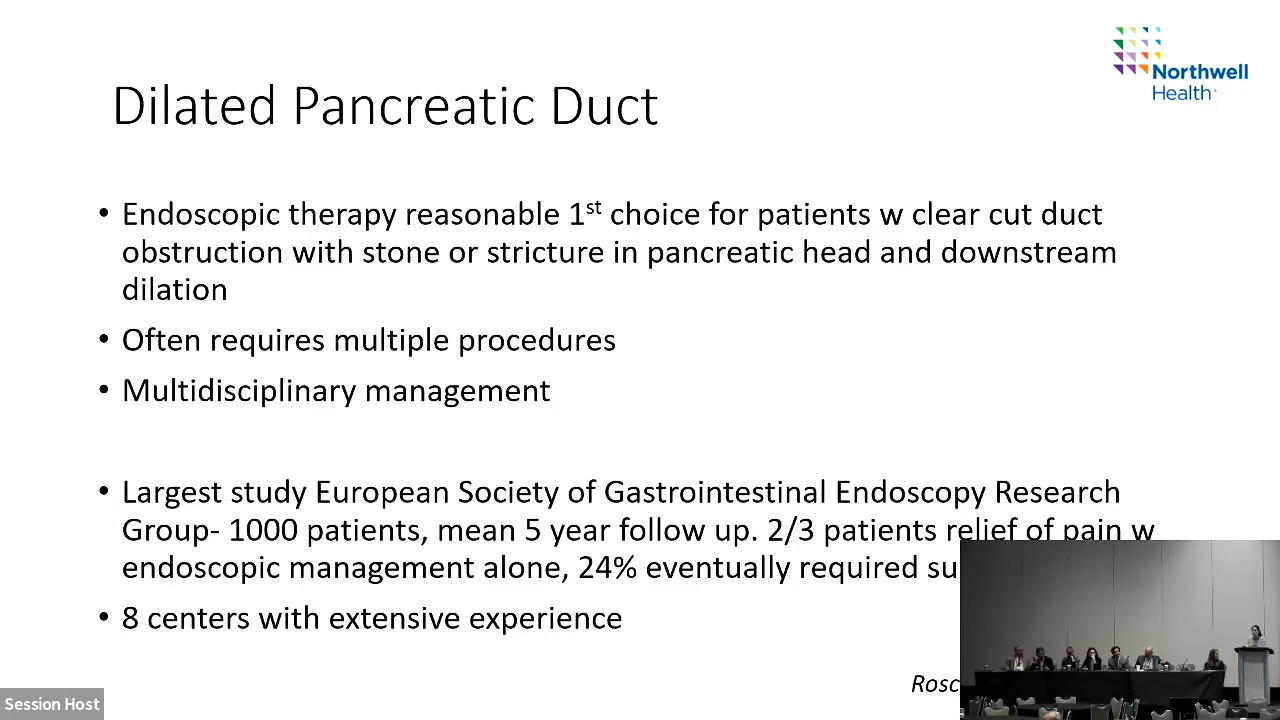 Northwell
Health
Dilated Pancreatic Duct
• Endoscopic therapy reasonable 1st choice for patients w clear cut duct
obstruction with stone or stricture in pancreatic head and downstream
dilation
• Often requires multiple procedures
• Multidisciplinary management
• Largest study European Society of Gastrointestinal Endoscopy Research
Group- 1000 patients, mean 5 year follow up. 2/3 patients relief of pain w
endoscopic management alone, 24% eventually required
• 8 centers with extensive experience
Session Host